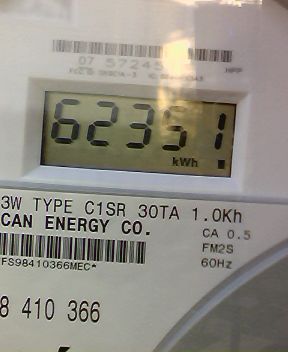 07 57245
62351
kWh
3W TYPE C1SR 30TA 1.0Kh
CAN ENERGY CO.
CA 0.5
FM2S
60Hz
FS98410366MEC*
8 410 366